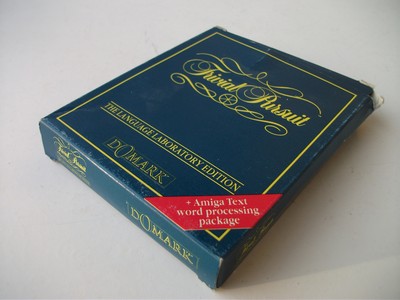 Trivial Pursuit
THE LANGUAGE LABORATORY EDITION
DOMARK
+ Amiga Text
word processing
package
Trivial Pursuit
DOMARK